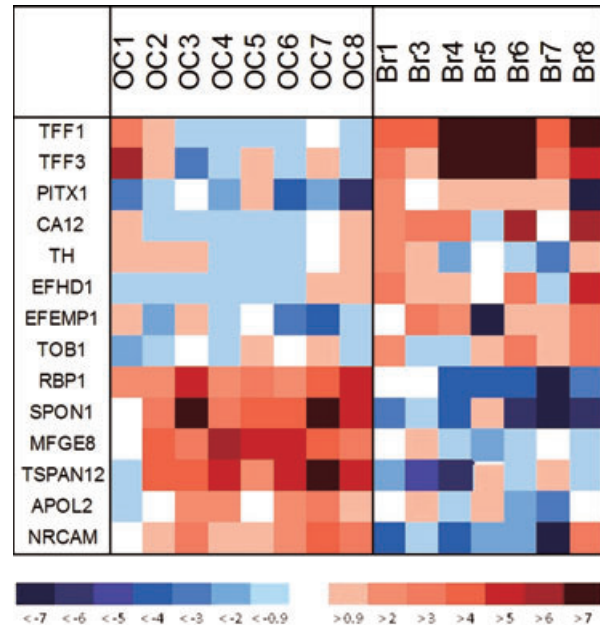 OC1 OC2 OC3 OC4 OC5 OC6 OC7 OC8 Br1 Br3 Br4 Br5 Br6 Br7 Br8
TFF1
TFF3
PITX1
CA12
TH
EFHD1
EFEMP1
TOB1
RBP1
SPON1
MFGE8
TSPAN12
APOL2
NRCAM
<-7 <-6 <-5 <-4 <-3 <-2 <-0.9 >0.9 >2 >3 >4 >5 >6 >7